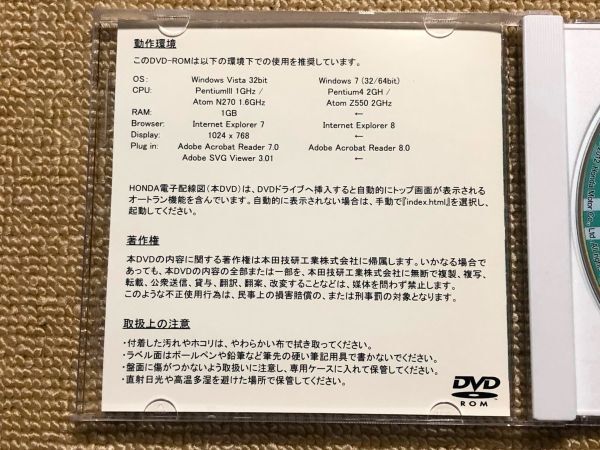 動作環境
このDVD-ROMは以下の環境下での使用を推奨しています。
OS: Windows Vista 32bit Windows 7 (32/64bit)
CPU: PentiumIII 1GHz / Pentium4 2GH /
Atom N270 1.6GHz Atom Z550 2GHz
RAM: 1GB ←
Browser: Internet Explorer 7 Internet Explorer 8
Display: 1024 x 768 ←
Plug in: Adobe Acrobat Reader 7.0 Adobe Acrobat Reader 8.0
Adobe SVG Viewer 3.01 ←
HONDA電子配線図(本DVD)は、DVDドライブへ挿入すると自動的にトップ画面が表示される
オートラン機能を含んでいます。自動的に表示されない場合は、手動で『index.html』を選択し、
起動してください。
著作権
本DVDの内容に関する著作権は本田技研工業株式会社に帰属します。いかなる場合で
あっても、本DVDの内容の全部または一部を、本田技研工業株式会社に無断で複製、複写、
転載、公衆送信、貸与、翻訳、翻案、改変することなどは、媒体を問わず禁止します。
このような不正使用行為は、民事上の損害賠償の、または刑事罰の対象となります。
取扱上の注意
・付着した汚れやホコリは、やわらかい布で拭き取ってください。
・ラベル面はボールペンや鉛筆など筆先の硬い筆記用具で書かないでください。
・盤面に傷がつかないよう取扱いに注意し、専用ケースに入れて保管してください。
・直射日光や高温多湿を避けた場所で保管してください。
DVD
ROM
2012 Honda Motor Co., Ltd.